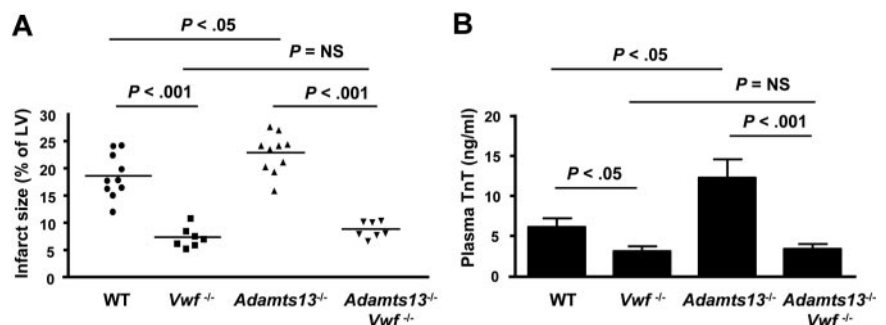 A
P < .05
P = NS
P < .001
P < .001
Infarct size (% of LV)
30
25
20
15
10
5
0
WT
Vwf -/-
Adamts13-/-
Adamts13-/-
Vwf -/-
B
P < .05
P = NS
P < .001
P < .05
Plasma TnT (ng/ml)
20
15
10
5
0
WT
Vwf -/-
Adamts13-/-
Adamts13-/-
Vwf -/-